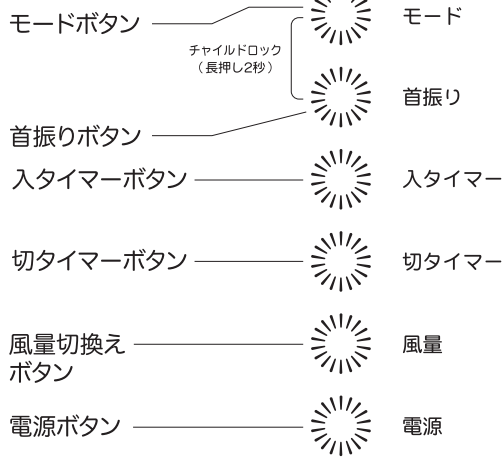 モードボタン
モード
チャイルドロック
(長押し2秒)
首振り
首振りボタン
入タイマーボタン
入タイマー
切タイマーボタン
切タイマー
風量切換え
ボタン
風量
電源ボタン
電源